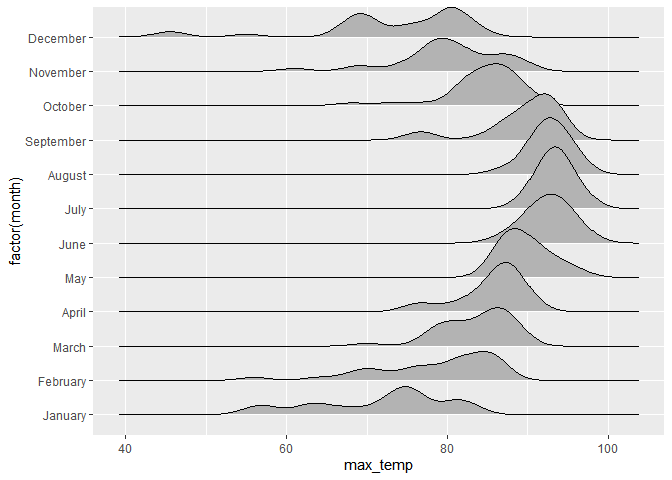 December
November
October
September
August
July
June
May
April
March
February
January
factor(month)
40 60 80 100
max_temp